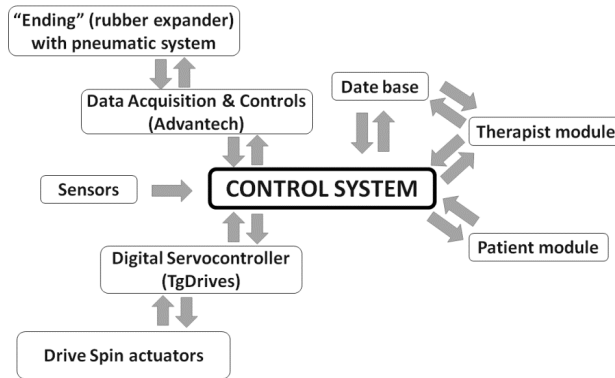 “Ending” (rubber expander)
with pneumatic system
Data Acquisition & Controls
(Advantech)
Date base
Therapist module
Sensors
CONTROL SYSTEM
Patient module
Digital Servocontroller
(TgDrives)
Drive Spin actuators